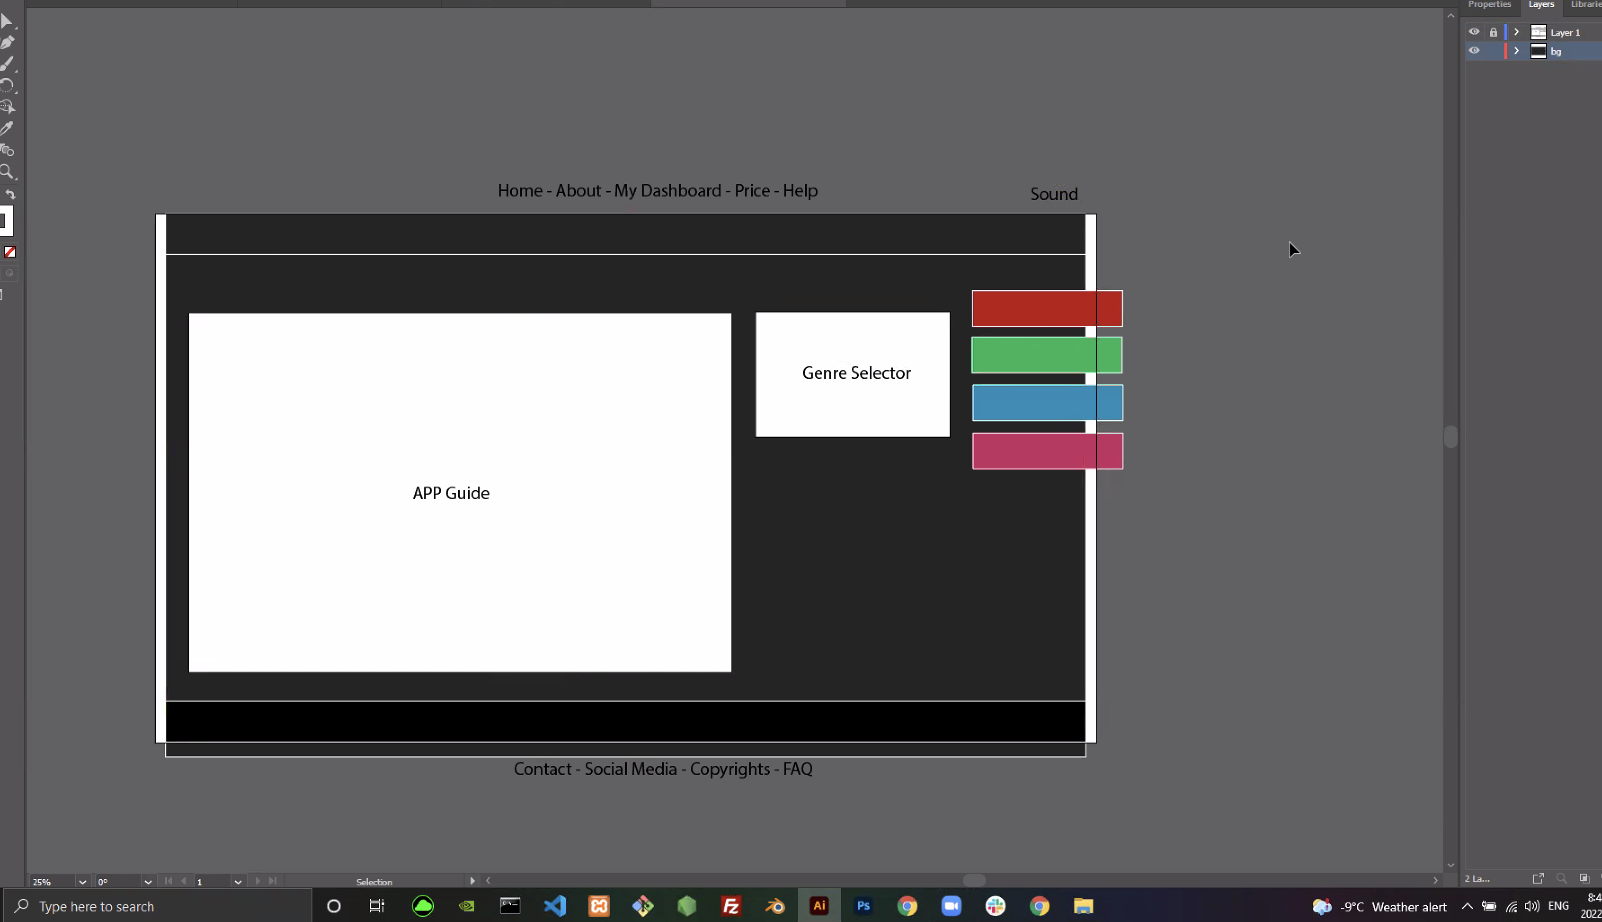 Properties Layers Librarie
Layer 1
bg
Home - About - My Dashboard - Price - Help
Sound
Genre Selector
APP Guide
Contact - Social Media - Copyrights - FAQ
25% 0° 1 Selection
2 La...
Type here to search
Fz
Ai
Ps
-9°C Weather alert
ENG
8:4
2022